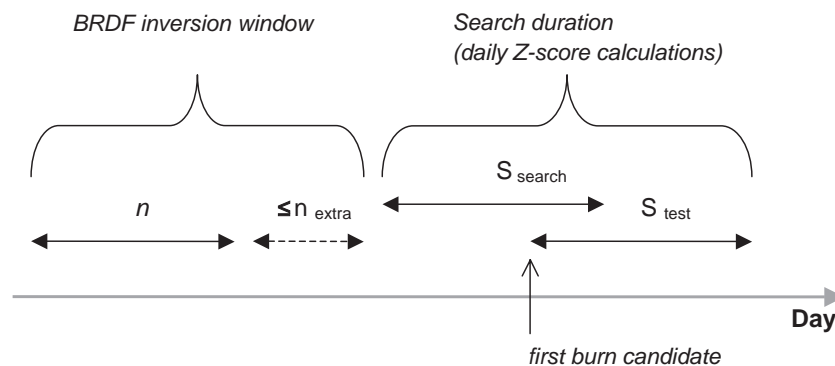 BRDF inversion window
Search duration
(daily Z-score calculations)
S search
n
≤n extra
S test
Day
first burn candidate